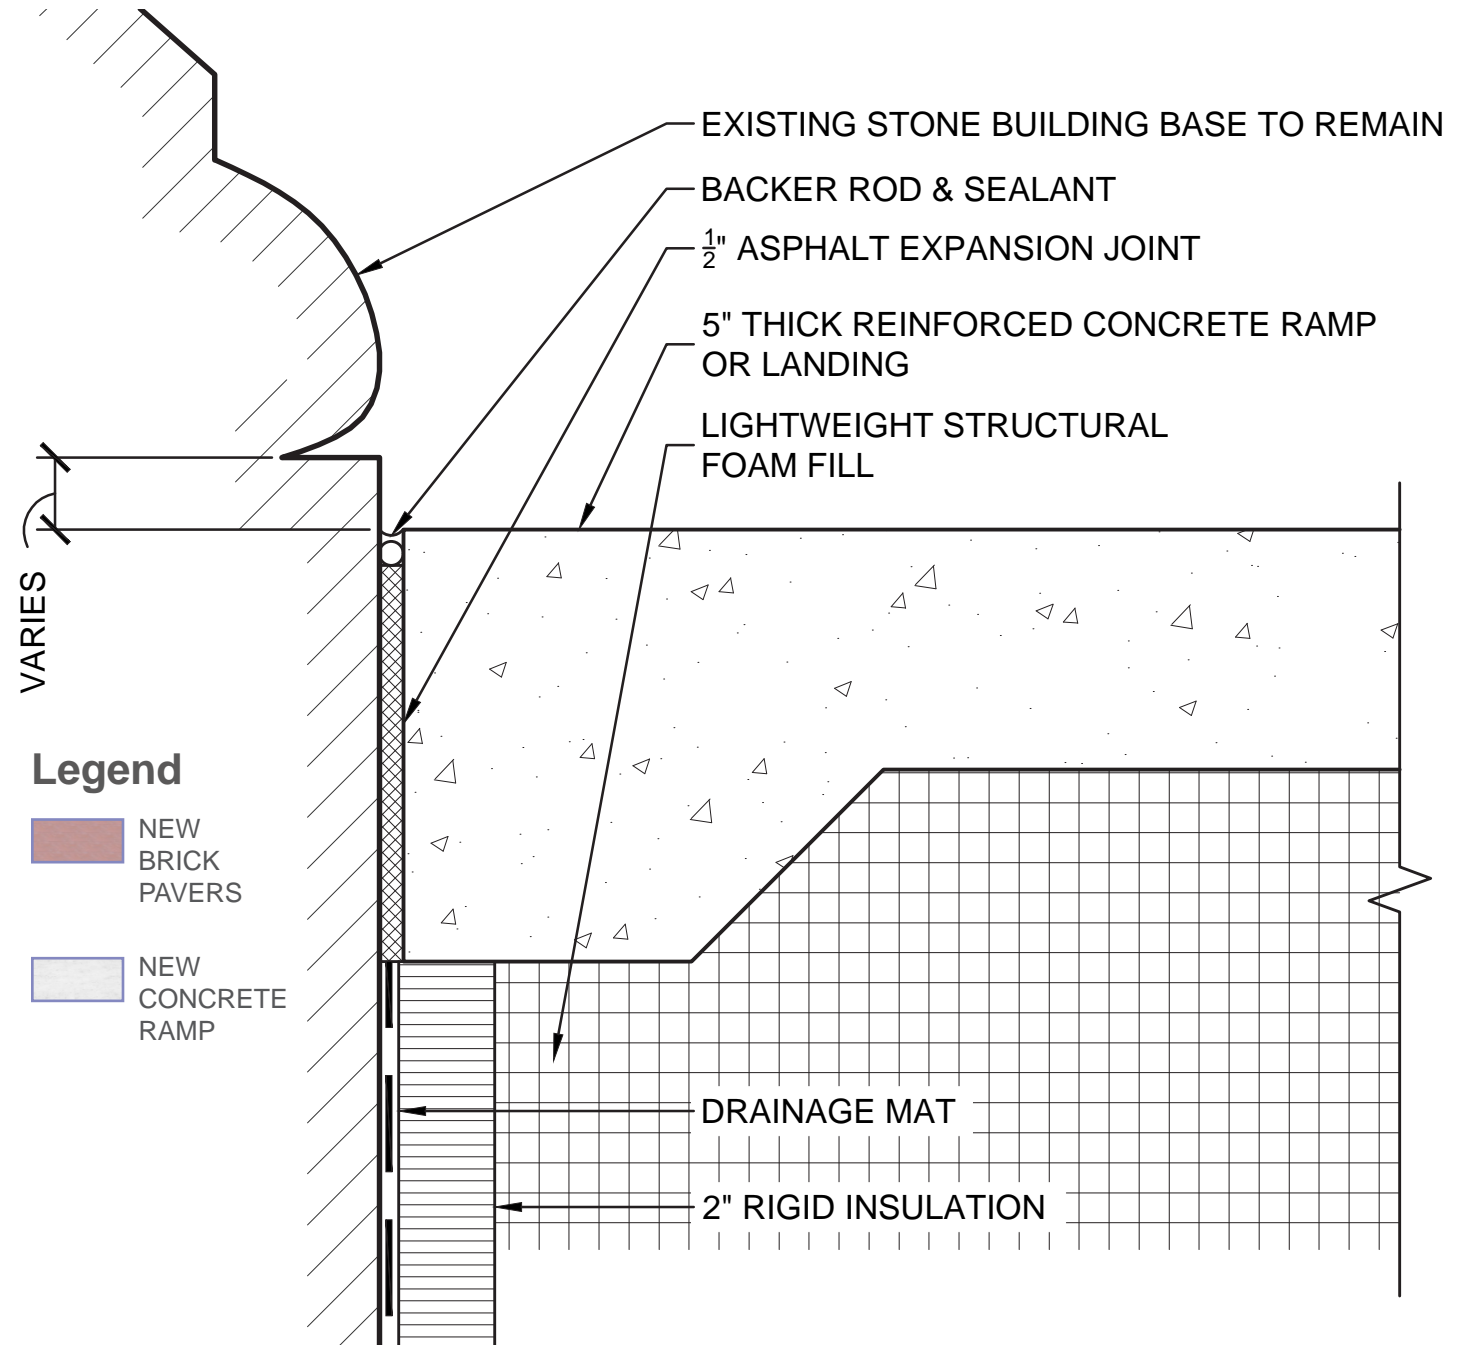 EXISTING STONE BUILDING BASE TO REMAIN
BACKER ROD & SEALANT
1/2" ASPHALT EXPANSION JOINT
5" THICK REINFORCED CONCRETE RAMP
OR LANDING
LIGHTWEIGHT STRUCTURAL
FOAM FILL
VARIES
Legend
NEW
BRICK
PAVERS
NEW
CONCRETE
RAMP
DRAINAGE MAT
2" RIGID INSULATION